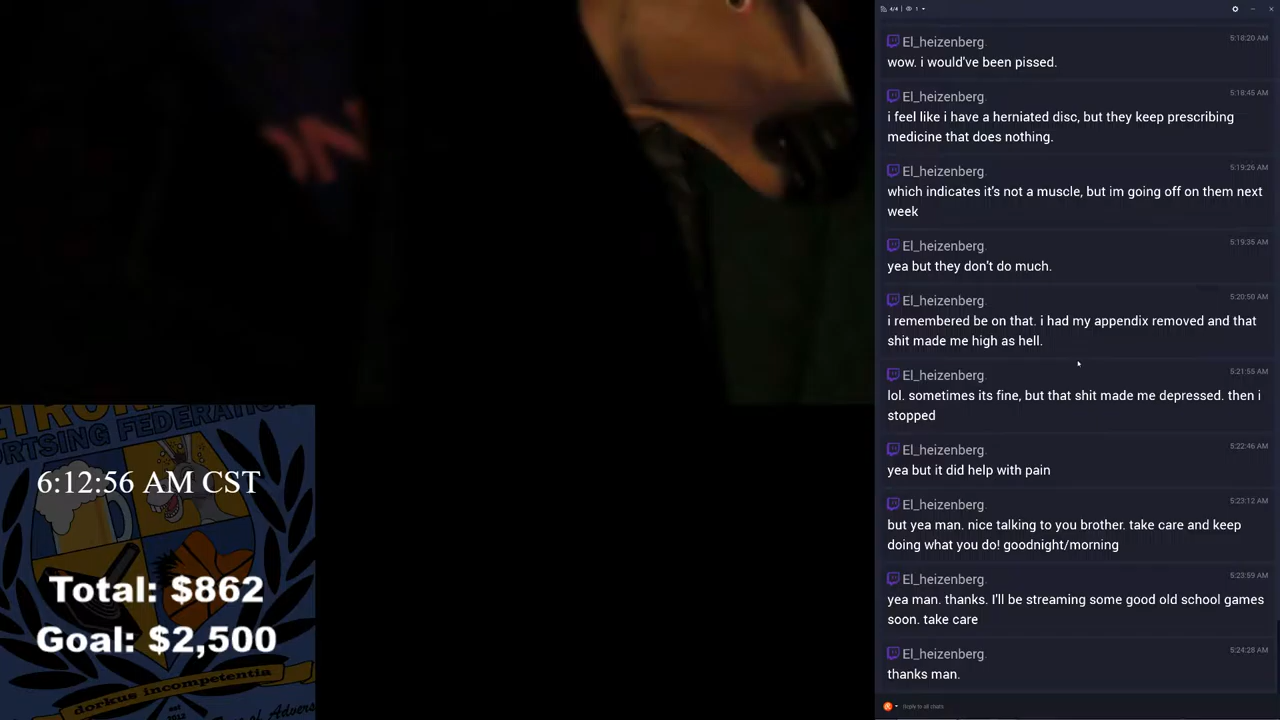 4/4 | 1
El_heizenberg.
5:18:20 AM
wow. i would've been pissed.
El_heizenberg.
5:18:45 AM
i feel like i have a herniated disc, but they keep prescribing
medicine that does nothing.
El_heizenberg.
5:19:26 AM
which indicates it's not a muscle, but im going off on them next
week
El_heizenberg.
5:19:35 AM
yea but they don't do much.
El_heizenberg.
5:20:50 AM
i remembered be on that. i had my appendix removed and that
shit made me high as hell.
El_heizenberg.
5:21:55 AM
lol. sometimes its fine, but that shit made me depressed. then i
stopped
El_heizenberg.
5:22:46 AM
yea but it did help with pain
El_heizenberg.
5:23:12 AM
but yea man. nice talking to you brother. take care and keep
doing what you do! goodnight/morning
El_heizenberg.
5:23:59 AM
yea man. thanks. I'll be streaming some good old school games
soon. take care
El_heizenberg.
5:24:28 AM
thanks man.
Reply to all chats
FEDERATION
6:12:56 AM CST
Total: $862
Goal: $2,500
dorkus incompetentia